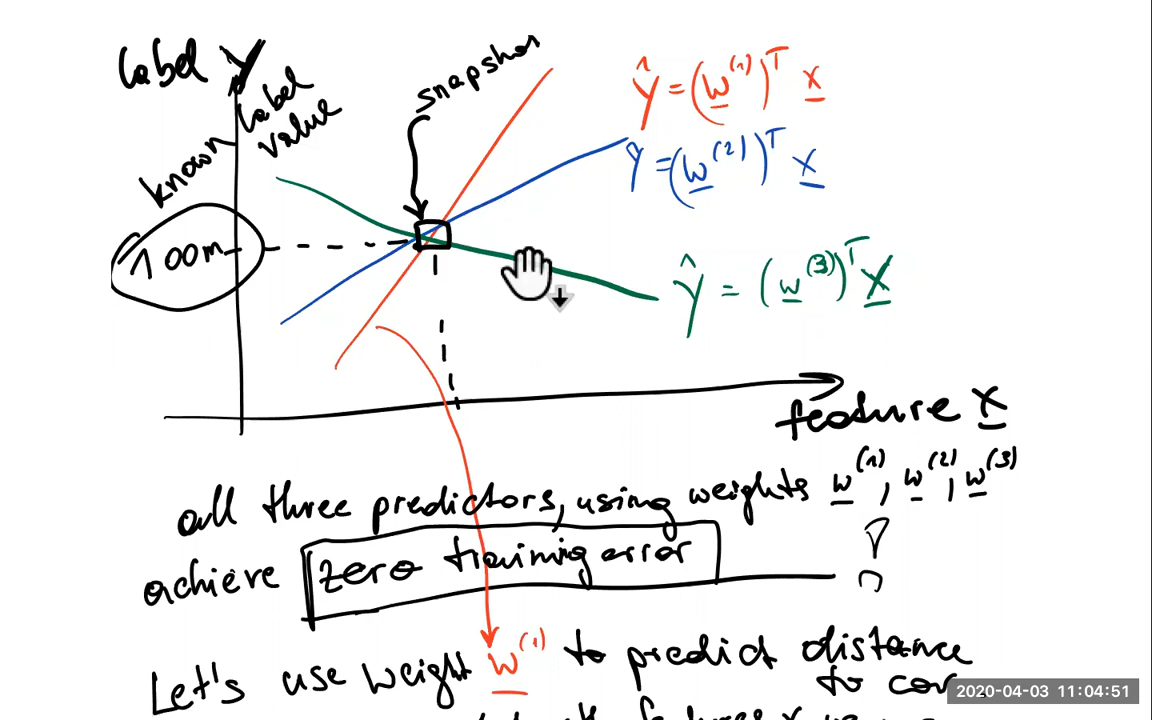 label y
known label value
snapshot
100m
ŷ = (w^(1))^T x
ŷ = (w^(2))^T x
ŷ = (w^(3))^T x
feature x
all three predictors, using weights w^(1), w^(2), w^(3)
achieve zero training error !
Let's use weight w^(1) to predict distance
to
2020-04-03 11:04:51